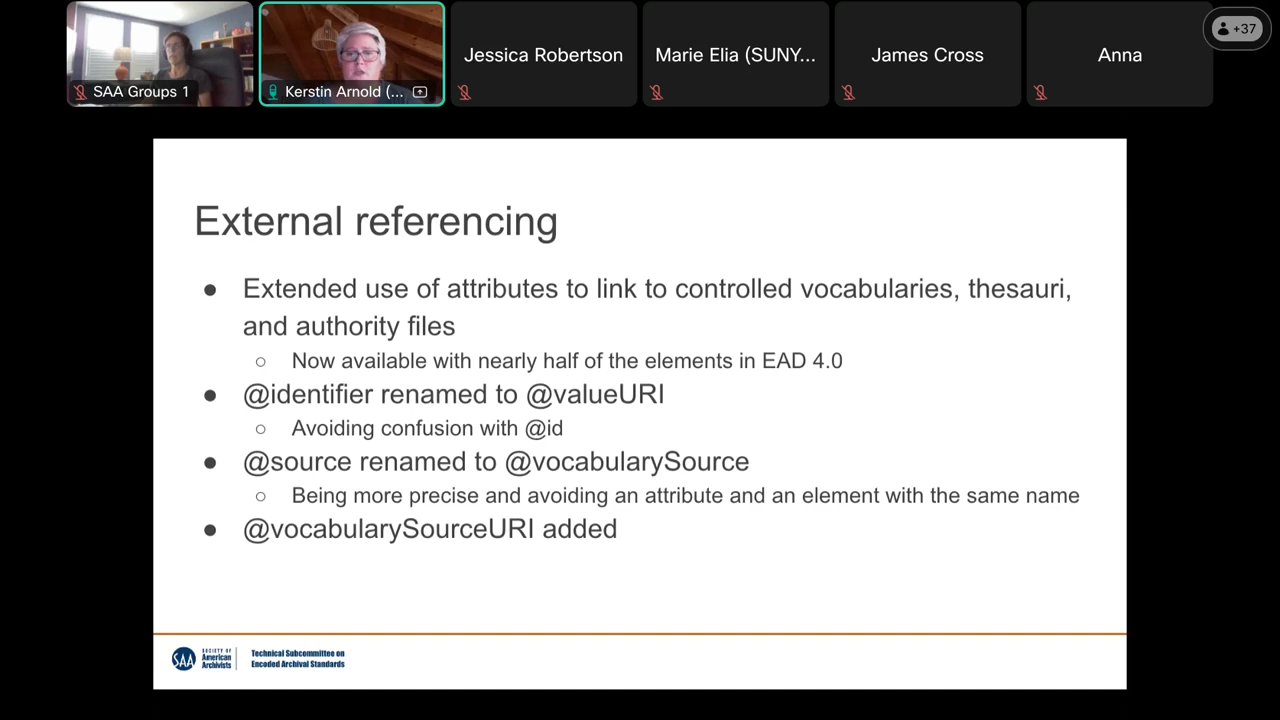 SAA Groups 1
Kerstin Arnold (...
Jessica Robertson
Marie Elia (SUNY...
James Cross
Anna
+37
External referencing
● Extended use of attributes to link to controlled vocabularies, thesauri,
and authority files
○ Now available with nearly half of the elements in EAD 4.0
● @identifier renamed to @valueURI
○ Avoiding confusion with @id
● @source renamed to @vocabularySource
○ Being more precise and avoiding an attribute and an element with the same name
● @vocabularySourceURI added
SAA
SOCIETY OF
American
Archivists
Technical Subcommittee on
Encoded Archival Standards